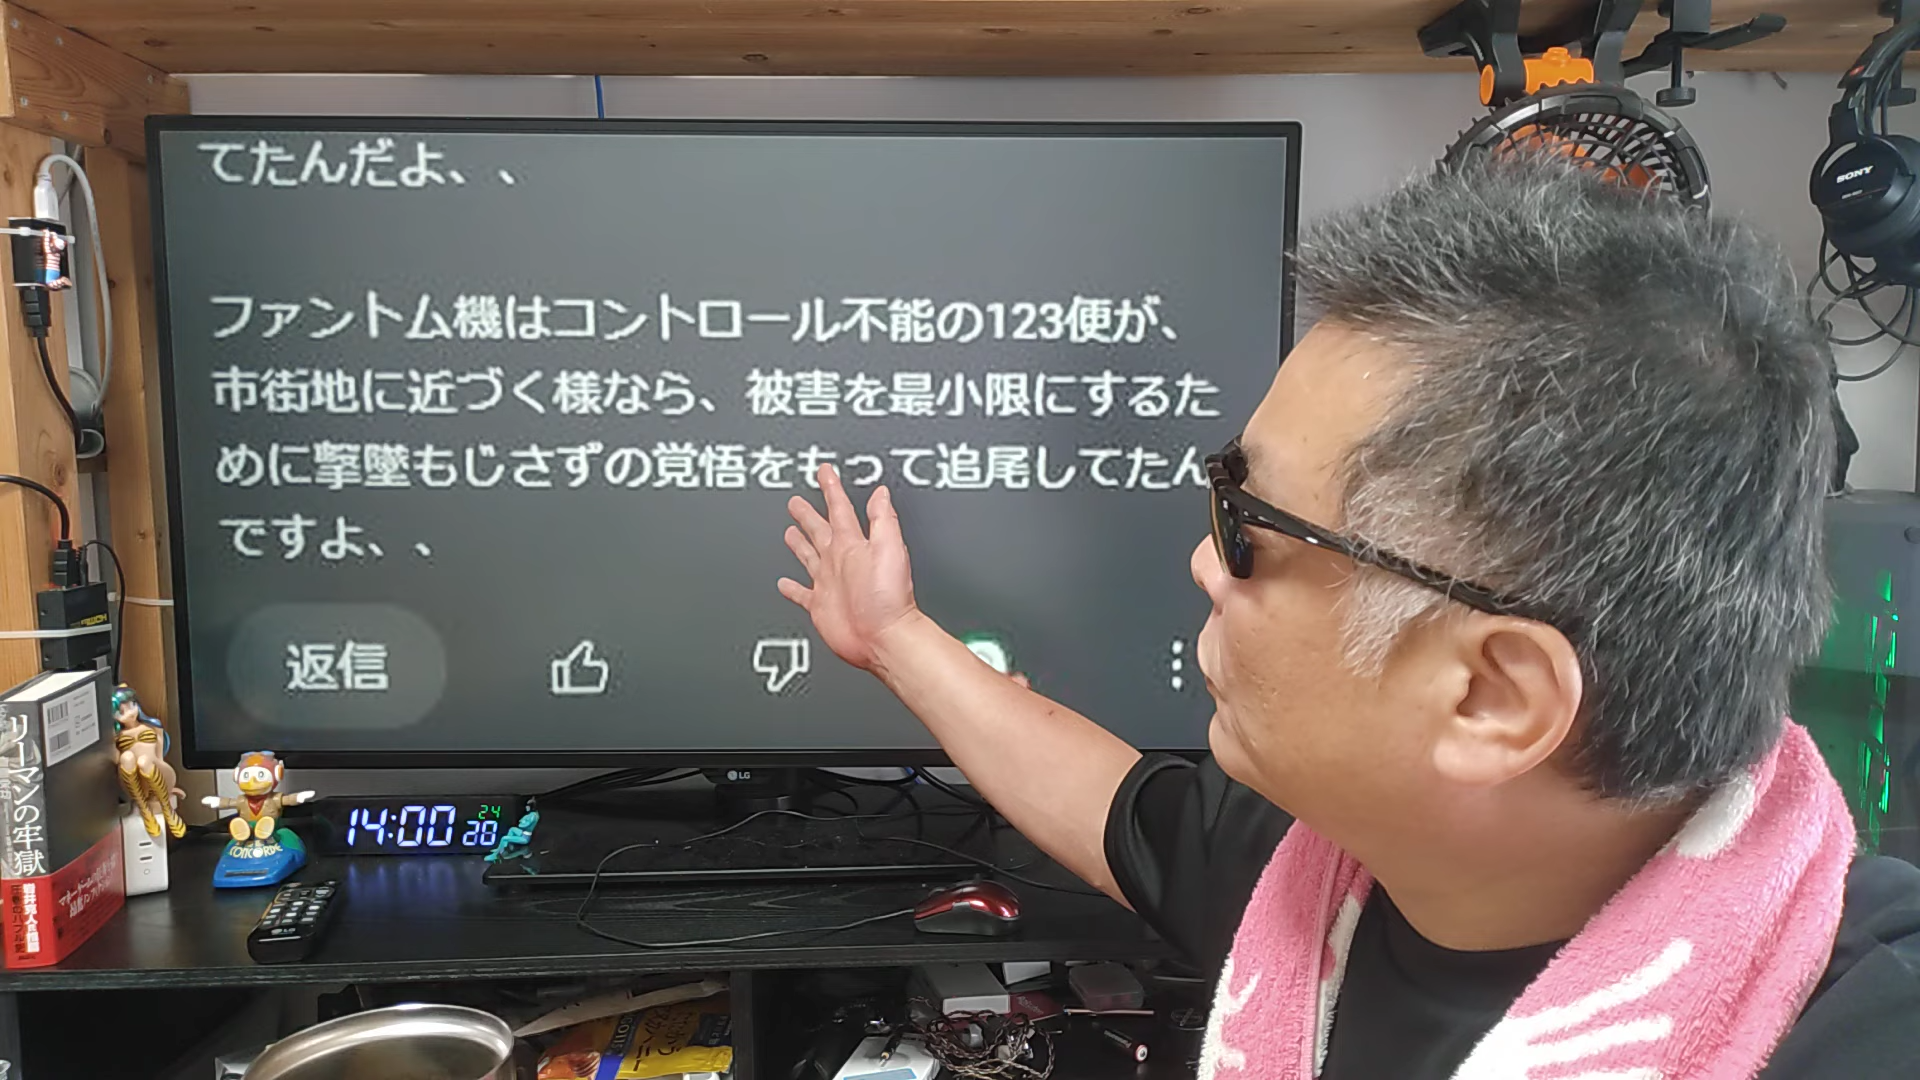 てたんだよ、、
ファントム機はコントロール不能の123便が、
市街地に近づく様なら、被害を最小限にするた
めに撃墜もじさずの覚悟をもって追尾してたん
ですよ、、
返信
SONY
LG
14:00 28
24
CONCORDE
リーマンの牢獄